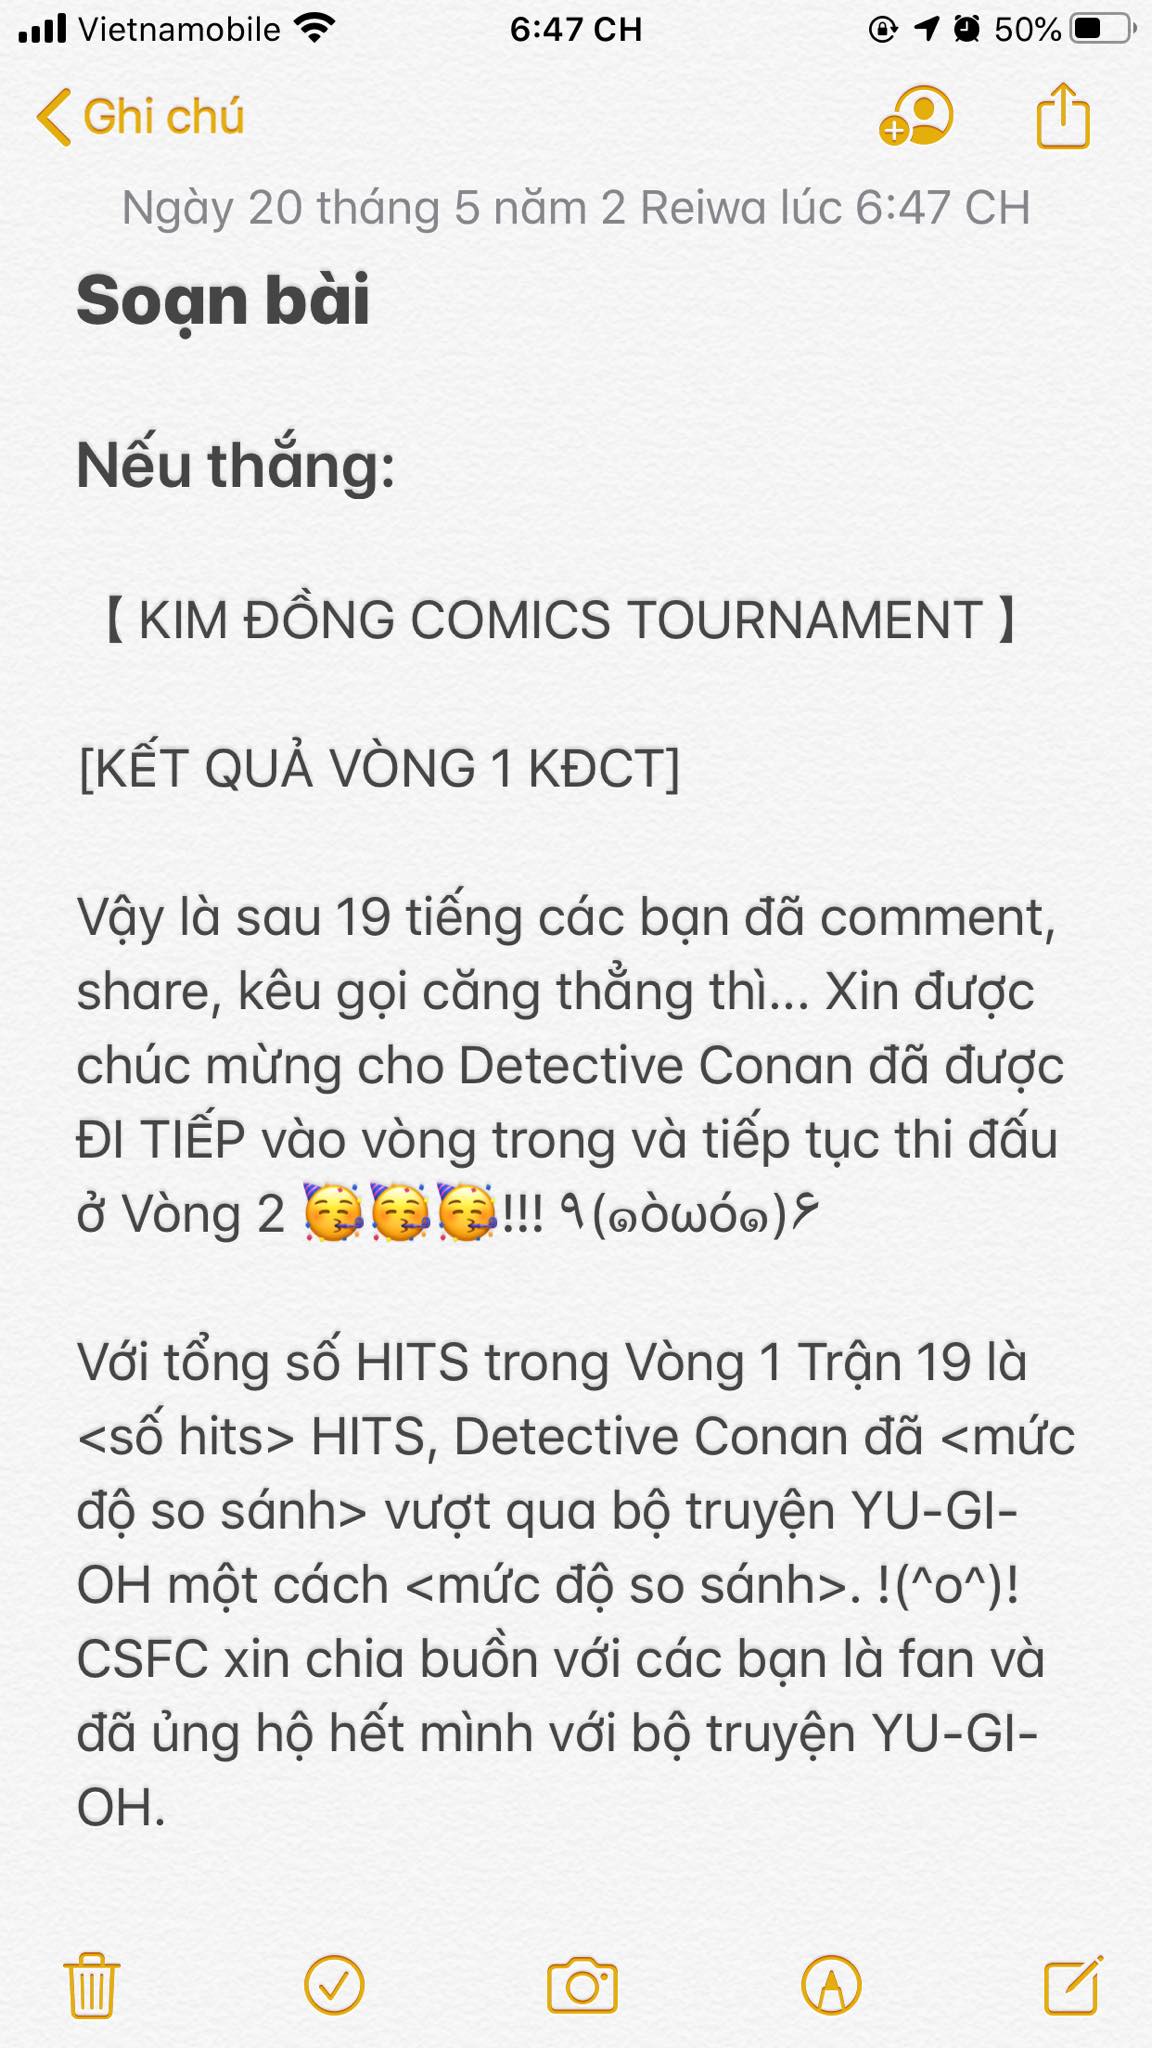 Vietnamobile 6:47 CH 50%
Ghi chú
Ngày 20 tháng 5 năm 2 Reiwa lúc 6:47 CH
Soạn bài
Nếu thắng:
【 KIM ĐỒNG COMICS TOURNAMENT 】
[KẾT QUẢ VÒNG 1 KĐCT]
Vậy là sau 19 tiếng các bạn đã comment,
share, kêu gọi căng thẳng thì... Xin được
chúc mừng cho Detective Conan đã được
ĐI TIẾP vào vòng trong và tiếp tục thi đấu
ở Vòng 2 🥳🥳🥳!!! ٩(๑òωó๑)۶
Với tổng số HITS trong Vòng 1 Trận 19 là
<số hits> HITS, Detective Conan đã <mức
độ so sánh> vượt qua bộ truyện YU-GI-
OH một cách <mức độ so sánh>. !(^o^)!
CSFC xin chia buồn với các bạn là fan và
đã ủng hộ hết mình với bộ truyện YU-GI-
OH.